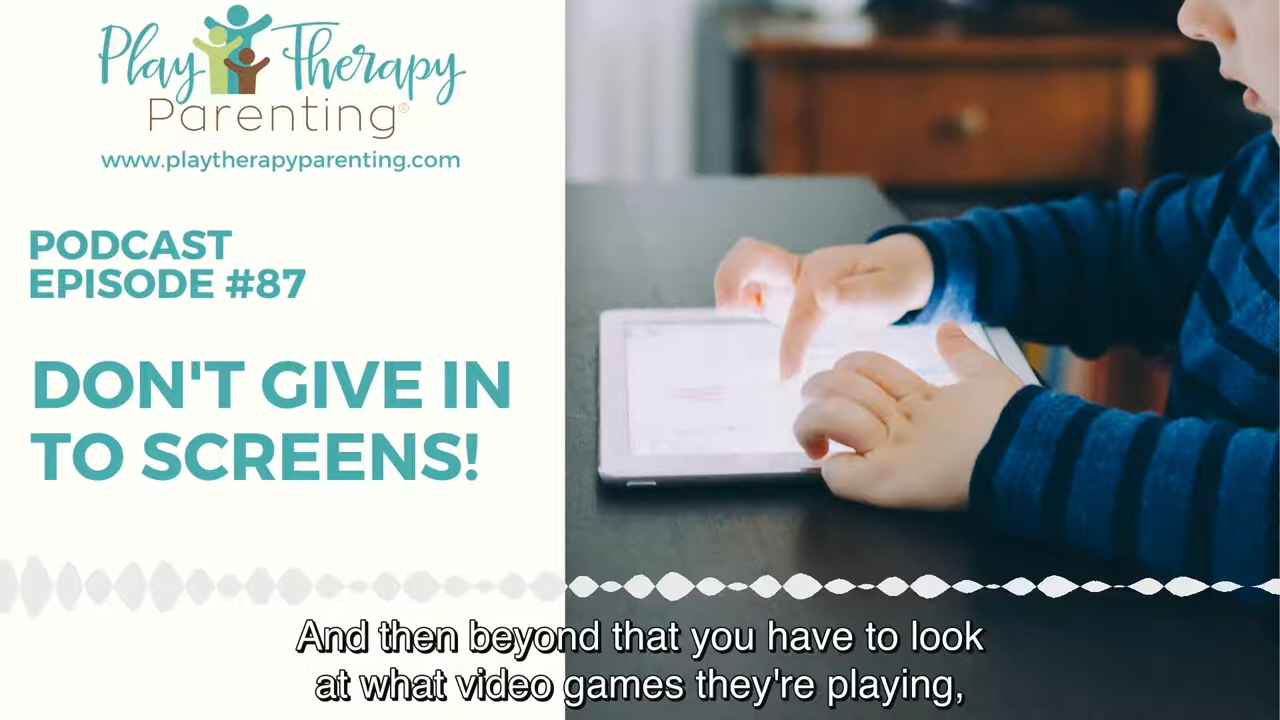 Play Therapy
Parenting®
www.playtherapyparenting.com
PODCAST
EPISODE #87
DON'T GIVE IN
TO SCREENS!
And then beyond that you have to look
at what video games they're playing,